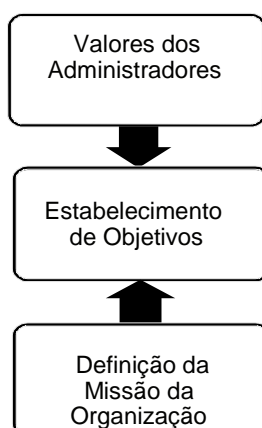 Valores dos
Administradores
Estabelecimento
de Objetivos
Definição da
Missão da
Organização